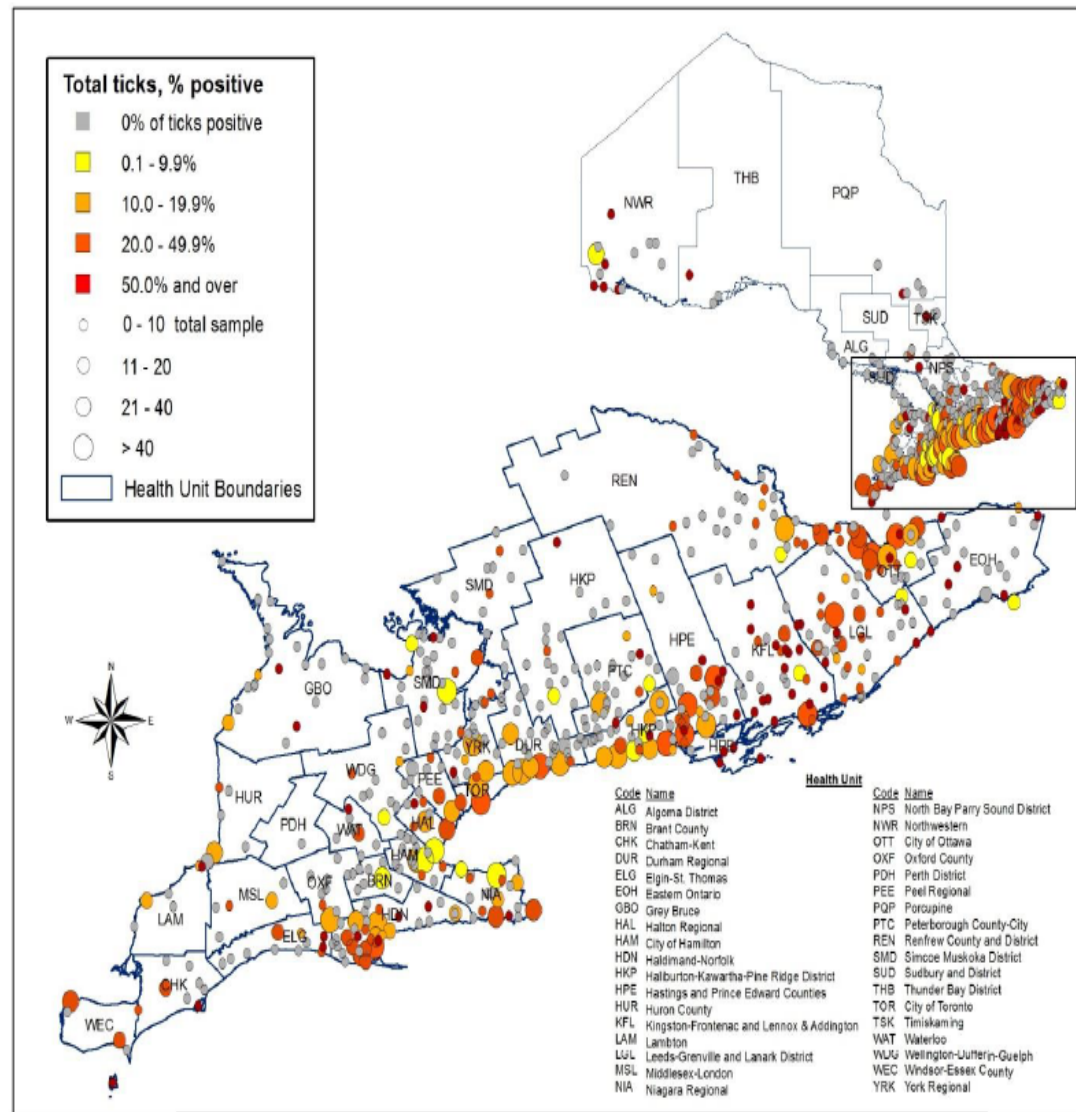 Total ticks, % positive
0% of ticks positive
0.1 - 9.9%
10.0 - 19.9%
20.0 - 49.9%
50.0% and over
0 - 10 total sample
11 - 20
21 - 40
> 40
Health Unit Boundaries
NWR
THB
PQP
SUD
TSK
ALG
SUD
NPS
N
W
E
S
REN
SMD
HKP
OTT
EOH
HPE
KFL
LGL
GBO
SMD
PTC
HKP
HPE
YRK
DUR
WDG
PEE
TOR
HUR
PDH
WAT
HAL
HAM
MSL
OXF
BRN
NIA
LAM
HDN
ELG
CHK
WEC
Health Unit
Code Name
ALG Algoma District
BRN Brant County
CHK Chatham-Kent
DUR Durham Regional
ELG Elgin-St. Thomas
EOH Eastern Ontario
GBO Grey Bruce
HAL Halton Regional
HAM City of Hamilton
HDN Haldimand-Norfolk
HKP Haliburton-Kawartha-Pine Ridge District
HPE Hastings and Prince Edward Counties
HUR Huron County
KFL Kingston-Frontenac and Lennox & Addington
LAM Lambton
LGL Leeds-Grenville and Lanark District
MSL Middlesex-London
NIA Niagara Regional
Code Name
NPS North Bay Parry Sound District
NWR Northwestern
OTT City of Ottawa
OXF Oxford County
PDH Perth District
PEE Peel Regional
PQP Porcupine
PTC Peterborough County-City
REN Renfrew County and District
SMD Simcoe Muskoka District
SUD Sudbury and District
THB Thunder Bay District
TOR City of Toronto
TSK Timiskaming
WAT Waterloo
WDG Wellington-Dufferin-Guelph
WEC Windsor-Essex County
YRK York Regional